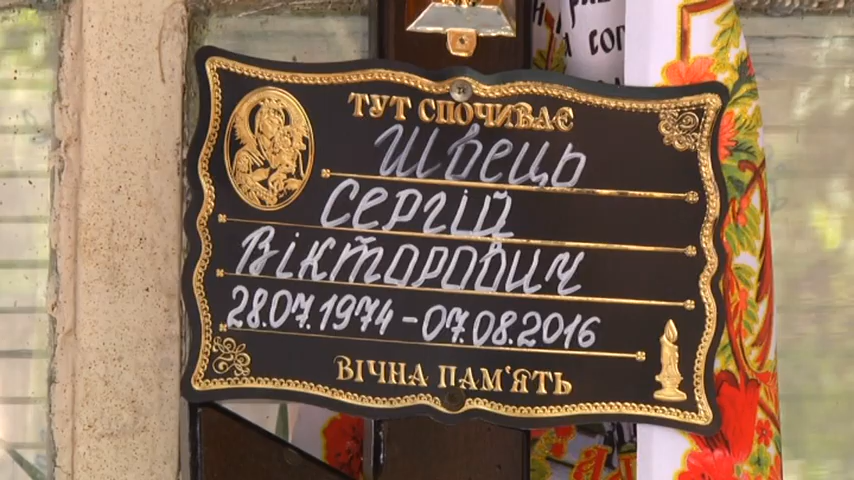 ТУТ СПОЧИВАЄ
Швець
Сергій
Вікторович
28.07.1974-07.08.2016
ВІЧНА ПАМ'ЯТЬ